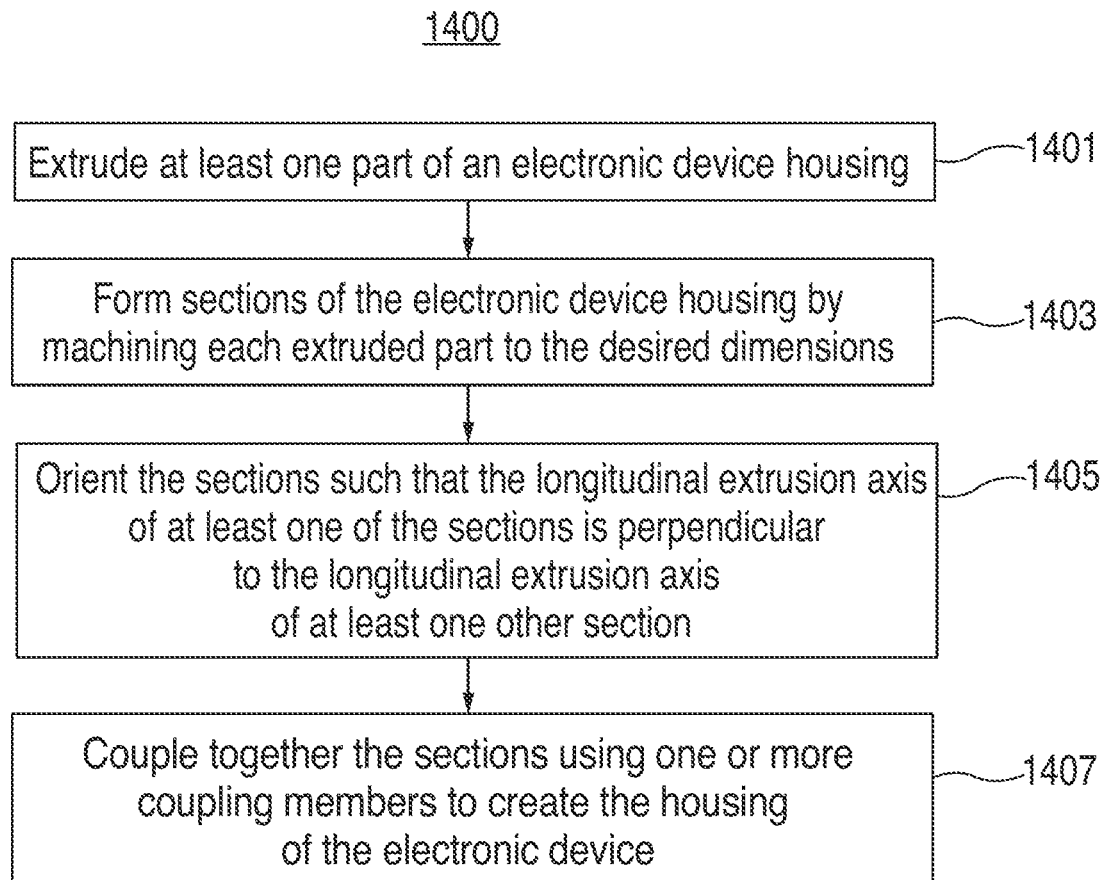 1400
Extrude at least one part of an electronic device housing
1401
Form sections of the electronic device housing by
machining each extruded part to the desired dimensions
1403
Orient the sections such that the longitudinal extrusion axis
of at least one of the sections is perpendicular
to the longitudinal extrusion axis
of at least one other section
1405
Couple together the sections using one or more
coupling members to create the housing
of the electronic device
1407